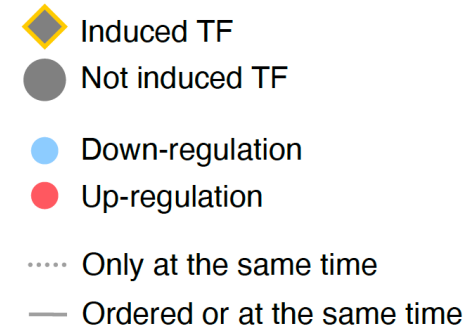 Induced TF
Not induced TF
Down-regulation
Up-regulation
Only at the same time
Ordered or at the same time